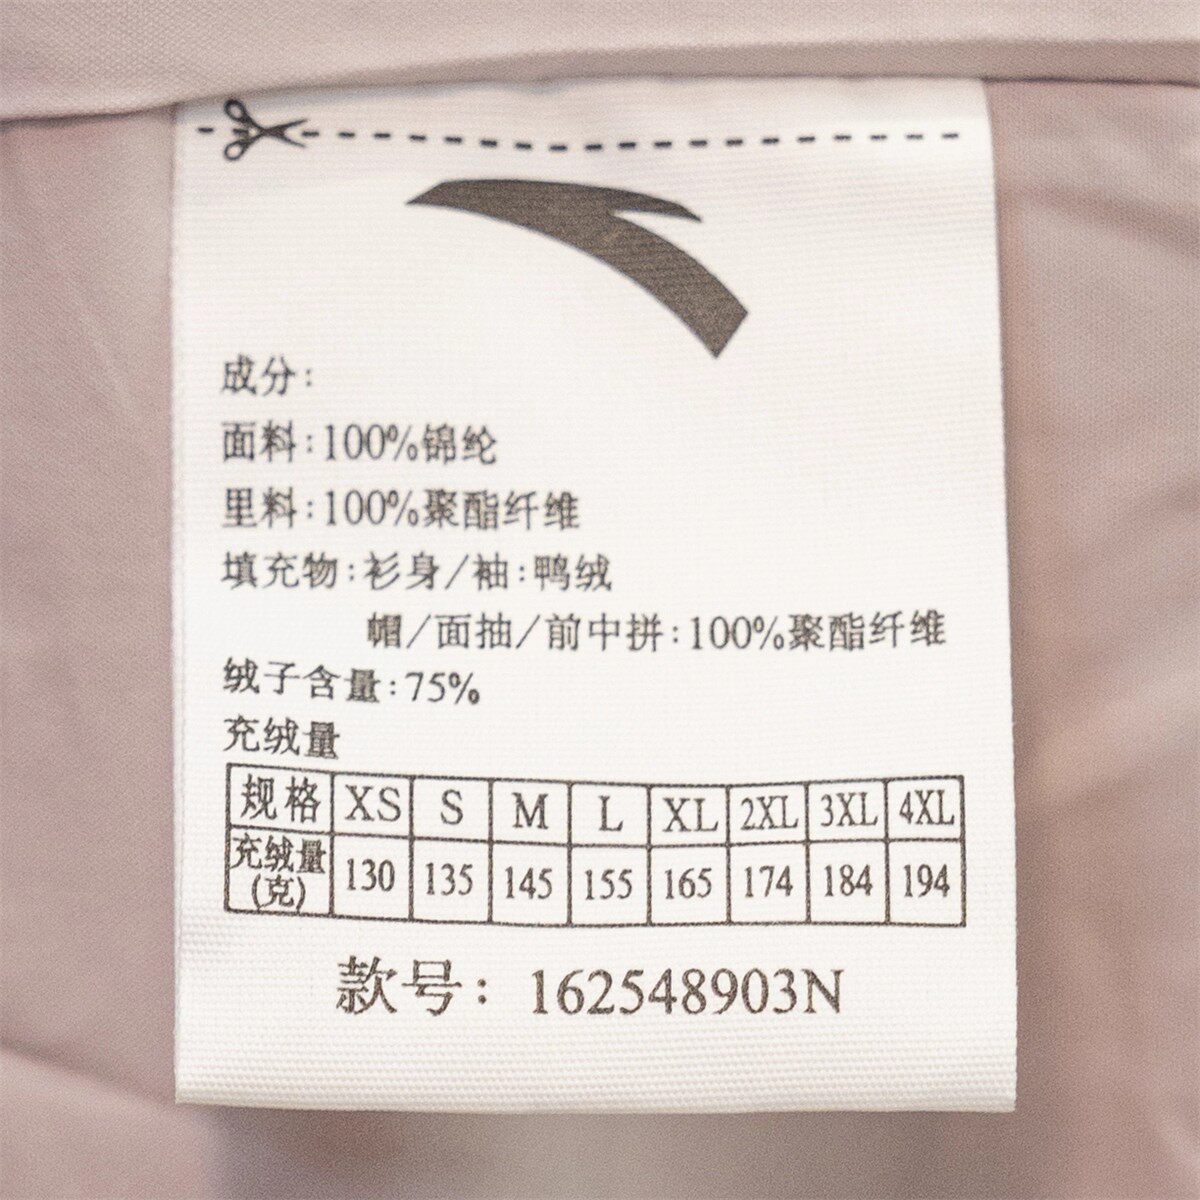 成分:
面料:100%锦纶
里料:100%聚酯纤维
填充物:衫身/袖:鸭绒
帽/面抽/前中拼:100%聚酯纤维
绒子含量:75%
充绒量
规格 XS S M L XL 2XL 3XL 4XL
充绒量(克) 130 135 145 155 165 174 184 194
款号: 162548903N